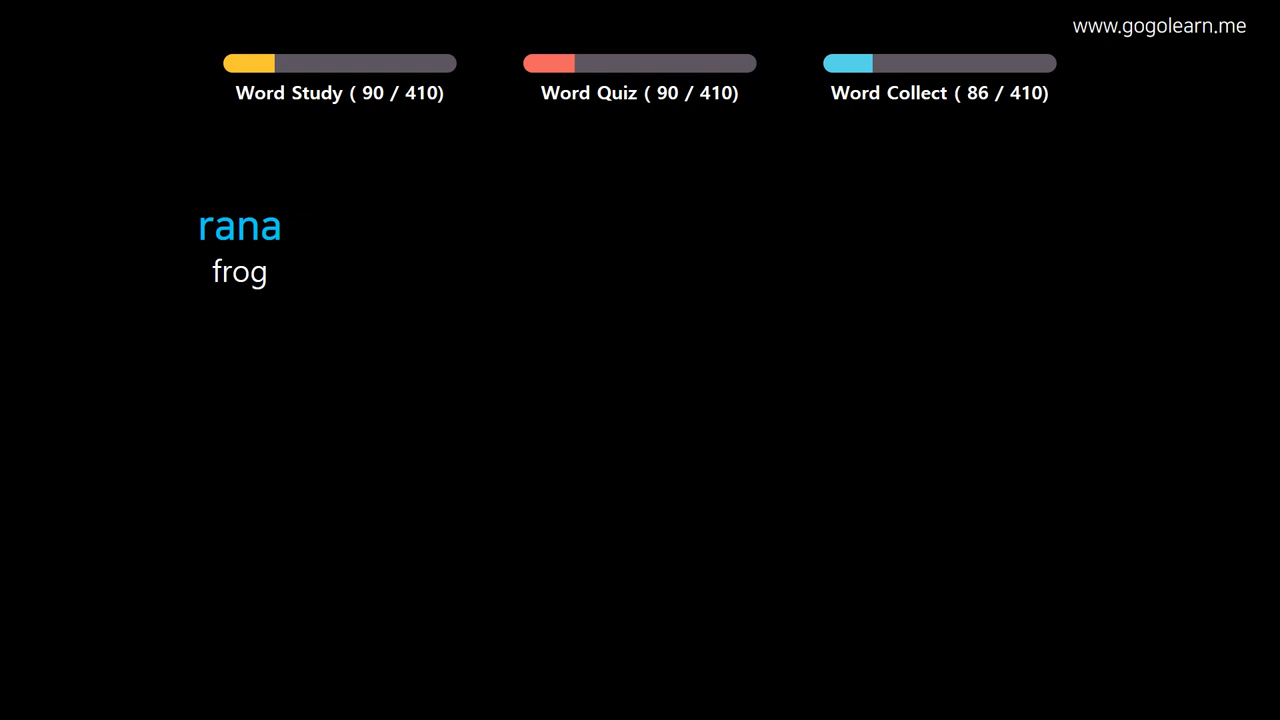 www.gogolearn.me
Word Study ( 90 / 410)
Word Quiz ( 90 / 410)
Word Collect ( 86 / 410)
rana
frog